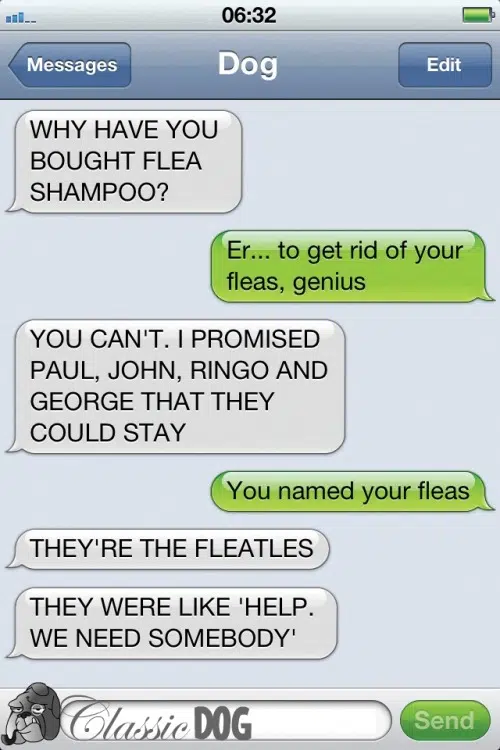 06:32
Messages
Dog
Edit
WHY HAVE YOU
BOUGHT FLEA
SHAMPOO?
Er... to get rid of your
fleas, genius
YOU CAN'T. I PROMISED
PAUL, JOHN, RINGO AND
GEORGE THAT THEY
COULD STAY
You named your fleas
THEY'RE THE FLEATLES
THEY WERE LIKE 'HELP.
WE NEED SOMEBODY'
Classic DOG
Send